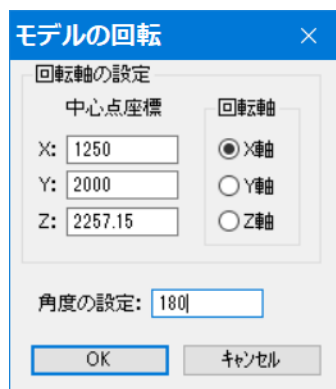 モデルの回転
回転軸の設定
中心点座標
X: 1250
Y: 2000
Z: 2257.15
回転軸
X軸
Y軸
Z軸
角度の設定: 180
OK
キャンセル